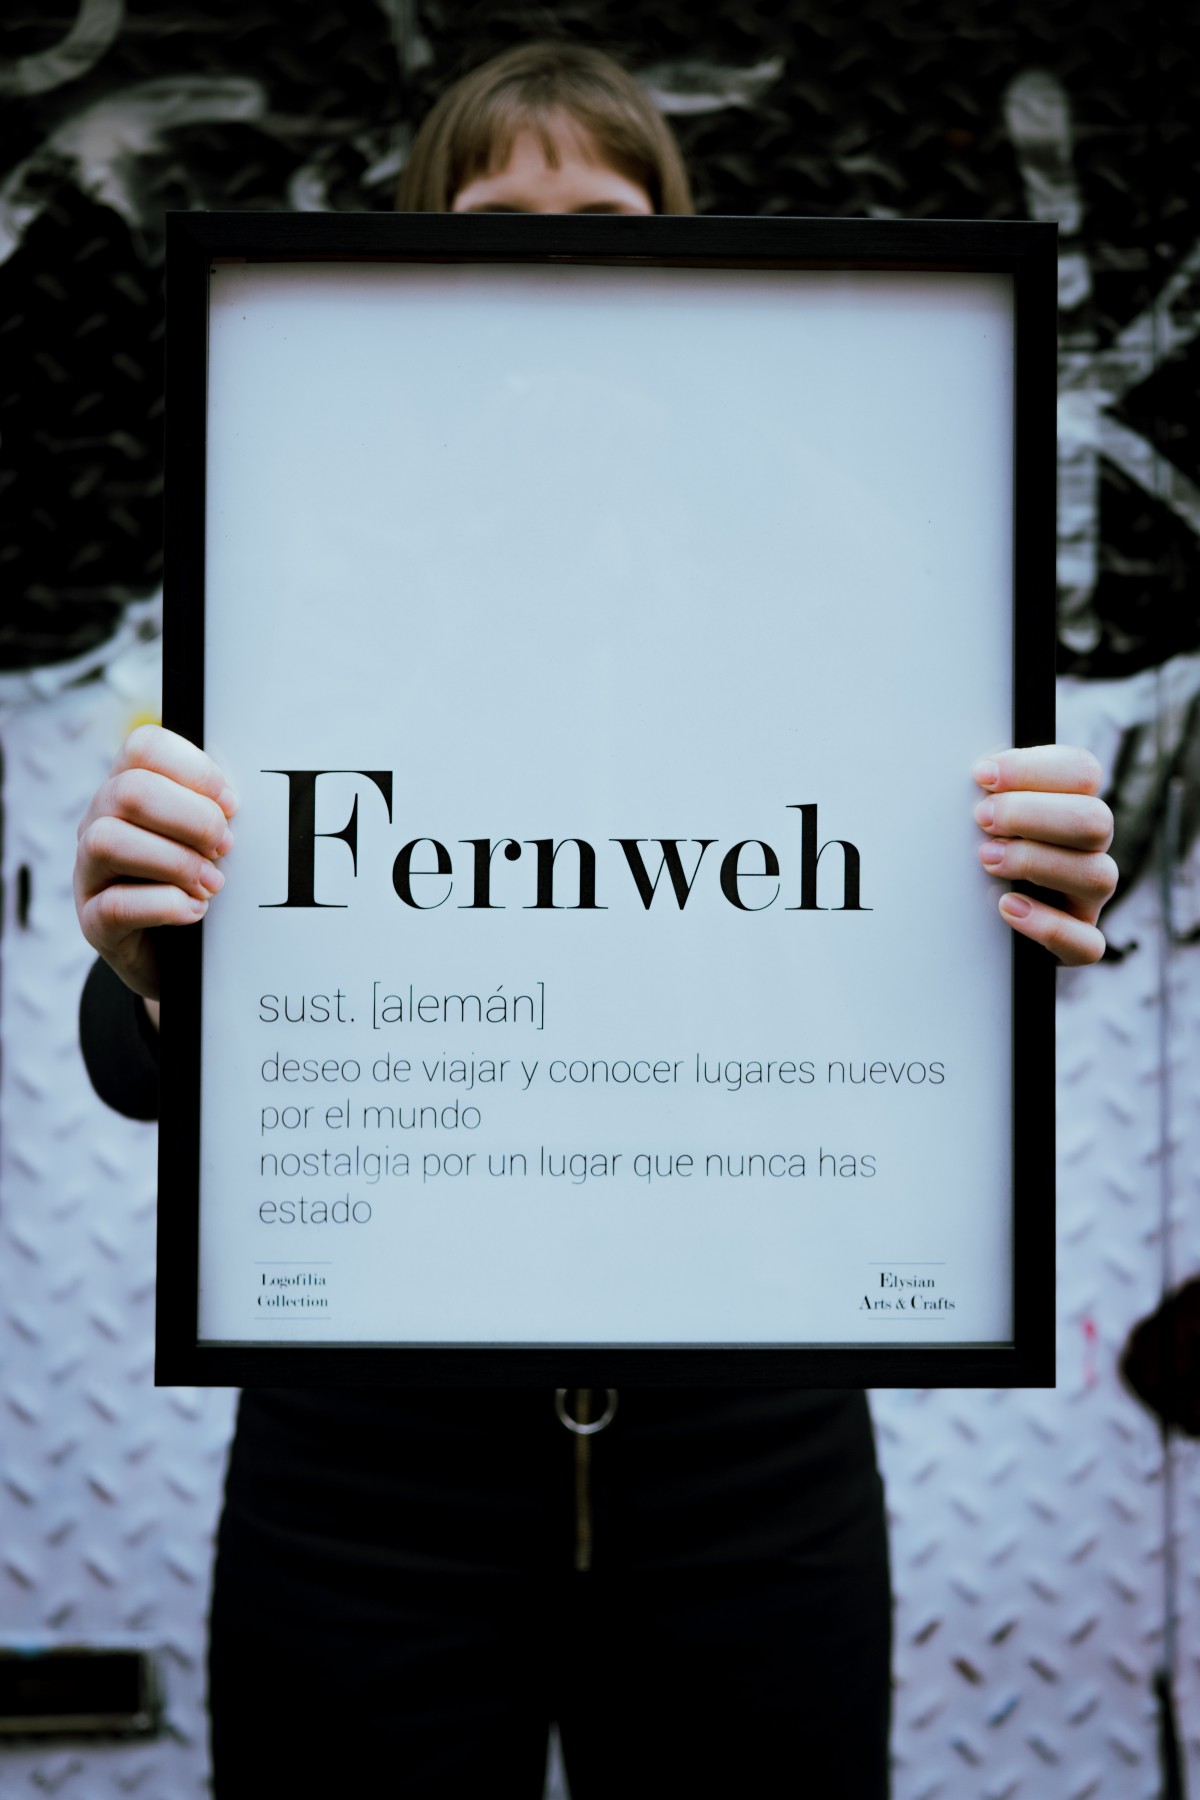 Fernweh
sust. [alemán]
deseo de viajar y conocer lugares nuevos
por el mundo
nostalgia por un lugar que nunca has
estado
Logofilia
Collection
Elysian
Arts & Crafts